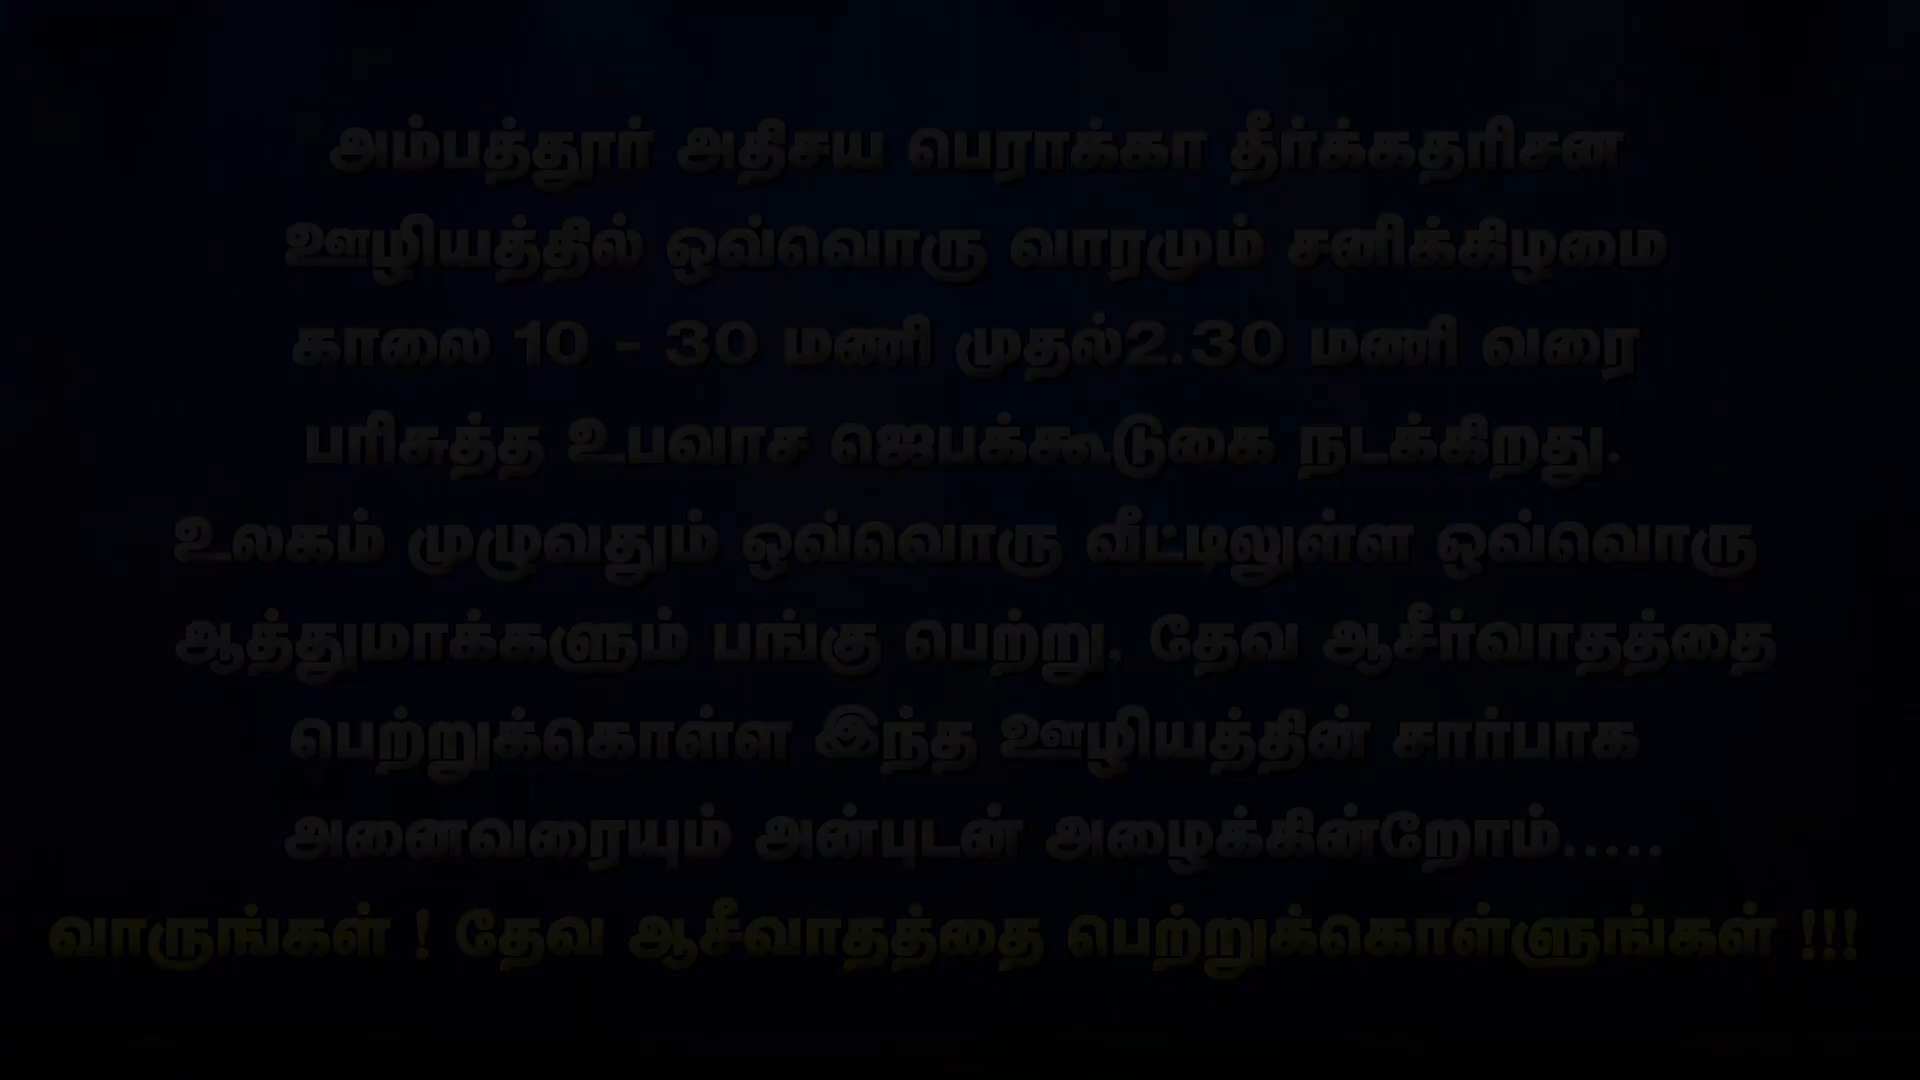 அம்பத்தூர் அதிசய பெராக்கா தீர்க்கதரிசன
ஊழியத்தில் ஒவ்வொரு வாரமும் சனிக்கிழமை
காலை 10 - 30 மணி முதல்2.30 மணி வரை
பரிசுத்த உபவாச ஜெபக்கூடுகை நடக்கிறது.
உலகம் முழுவதும் ஒவ்வொரு வீட்டிலுள்ள ஒவ்வொரு
ஆத்துமாக்களும் பங்கு பெற்று, தேவ ஆசீர்வாதத்தை
பெற்றுக்கொள்ள இந்த ஊழியத்தின் சார்பாக
அனைவரையும் அன்புடன் அழைக்கின்றோம்.....
வாருங்கள் ! தேவ ஆசீவாதத்தை பெற்றுக்கொள்ளுங்கள் !!!